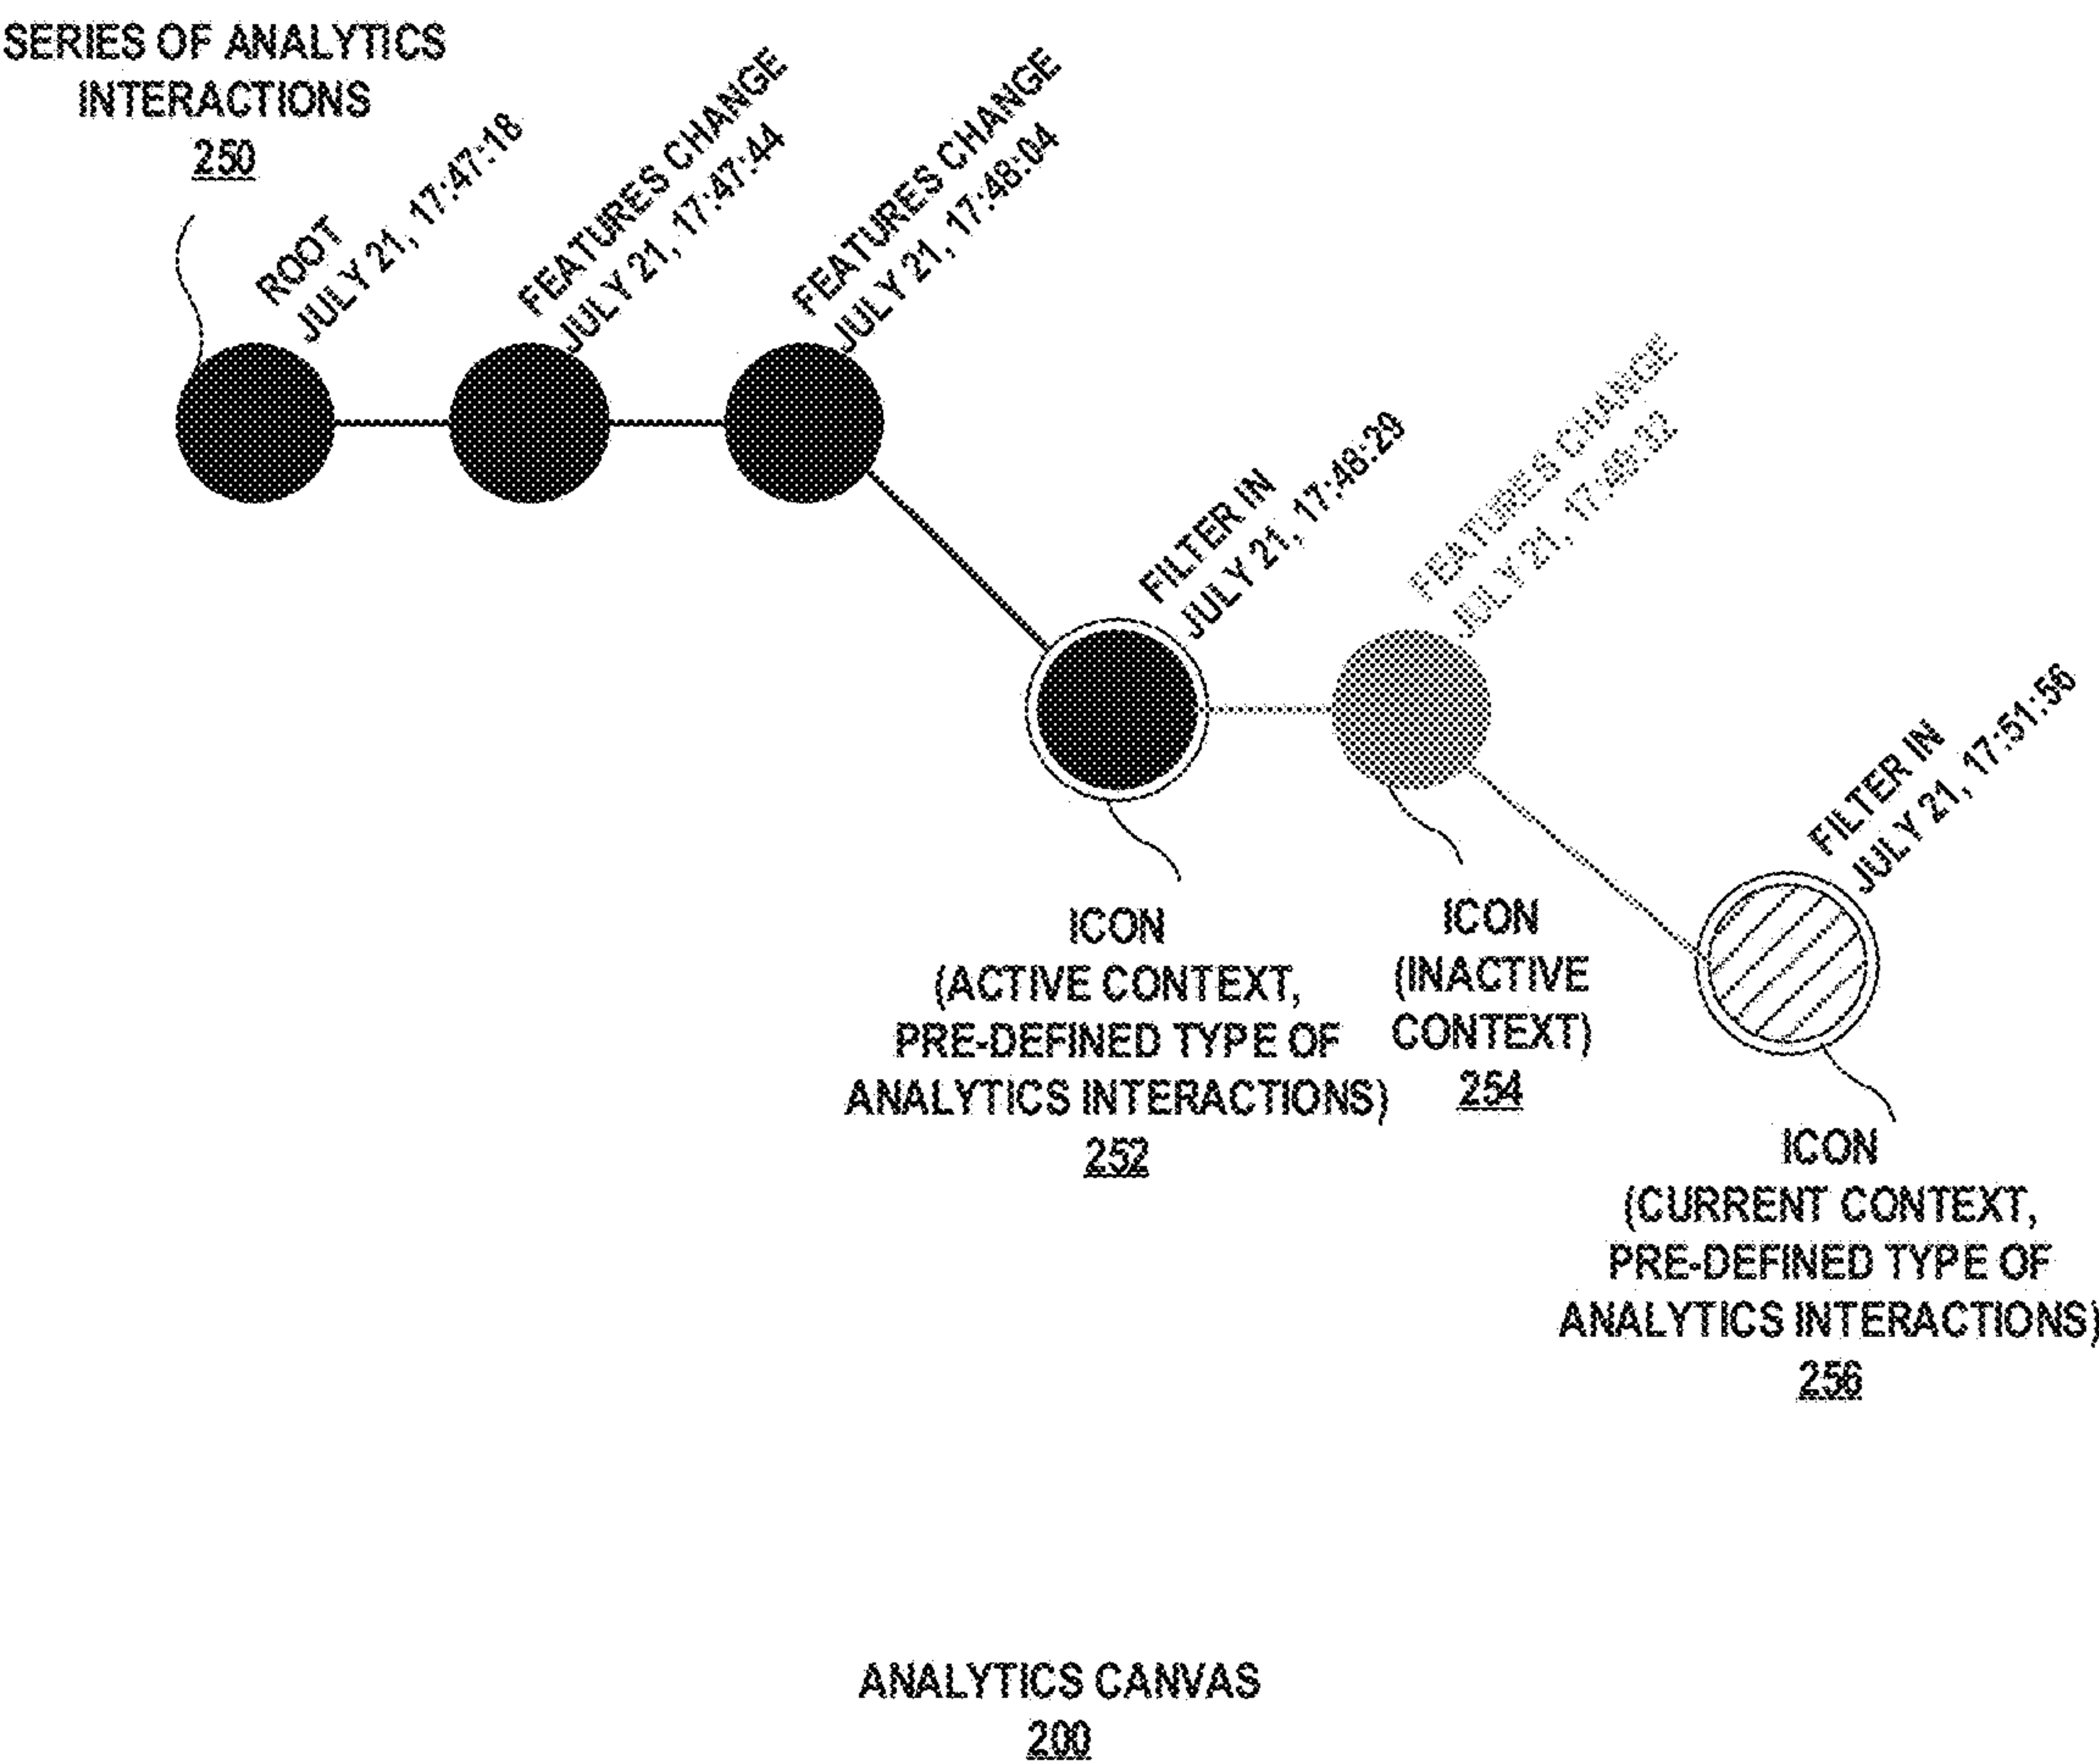 SERIES OF ANALYTICS
INTERACTIONS
250
ROOT
JULY 21, 17:47:18
FEATURES CHANGE
JULY 21, 17:47:44
FEATURES CHANGE
JULY 21, 17:48:04
FILTER IN
JULY 21, 17:48:29
FEATURES CHANGE
JULY 21,
FILTER IN
JULY 21, 17:51:56
ICON
(ACTIVE CONTEXT,
PRE-DEFINED TYPE OF
ANALYTICS INTERACTIONS)
252
ICON
(INACTIVE
CONTEXT)
254
ICON
(CURRENT CONTEXT,
PRE-DEFINED TYPE OF
ANALYTICS INTERACTIONS)
256
ANALYTICS CANVAS
200